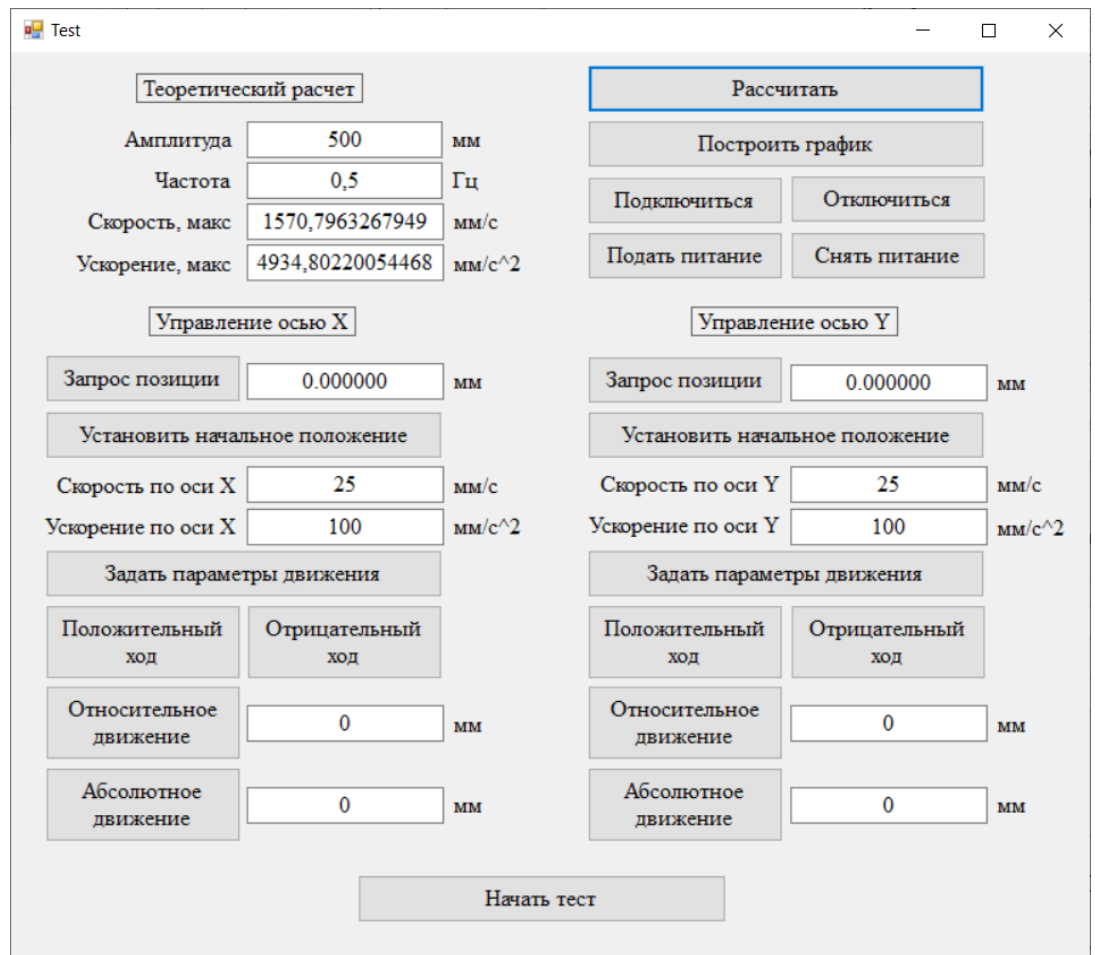 Test
Теоретический расчет
Рассчитать
Амплитуда 500 мм
Построить график
Частота 0,5 Гц
Подключиться Отключиться
Скорость, макс 1570,7963267949 мм/с
Ускорение, макс 4934,80220054468 мм/с^2
Подать питание Снять питание
Управление осью X
Запрос позиции 0.000000 мм
Установить начальное положение
Скорость по оси X 25 мм/с
Ускорение по оси X 100 мм/с^2
Задать параметры движения
Положительный
ход
Отрицательный
ход
Относительное
движение
0 мм
Абсолютное
движение
0 мм
Управление осью Y
Запрос позиции 0.000000 мм
Установить начальное положение
Скорость по оси Y 25 мм/с
Ускорение по оси Y 100 мм/с^2
Задать параметры движения
Положительный
ход
Отрицательный
ход
Относительное
движение
0 мм
Абсолютное
движение
0 мм
Начать тест